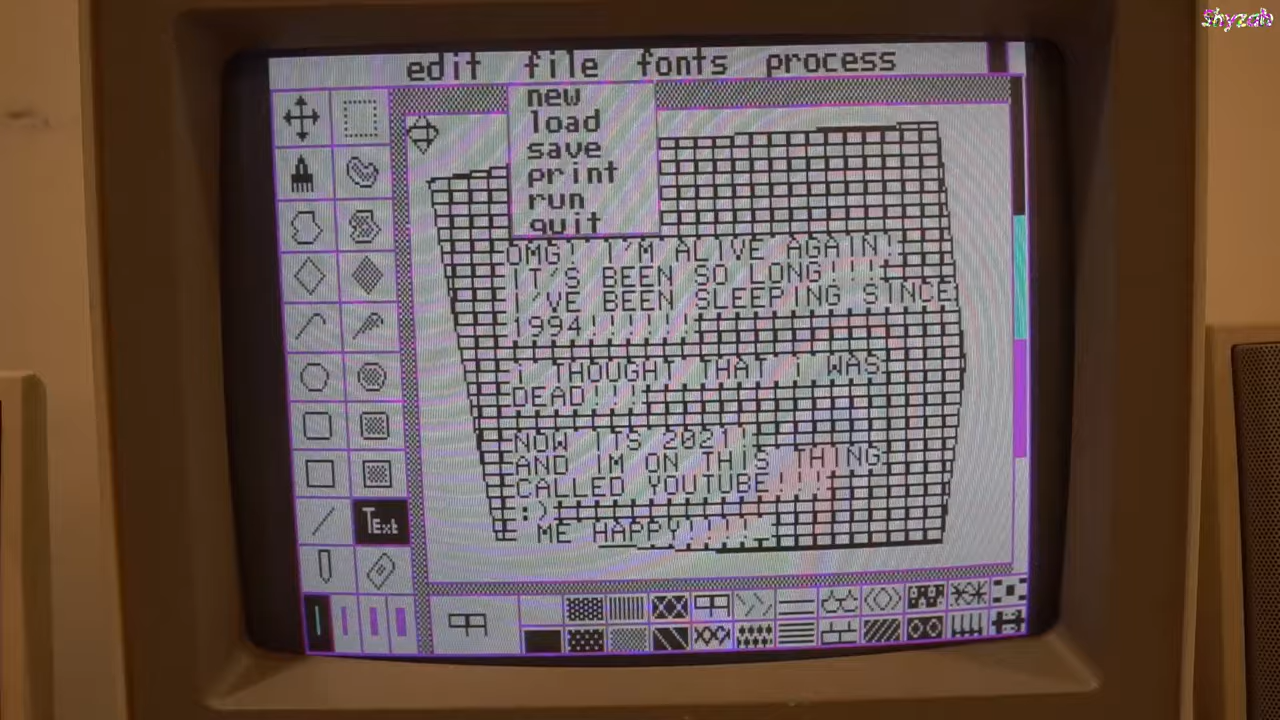 Shyzah
edit file fonts process
new
load
save
print
run
quit
OMG! I'M ALIVE AGAIN!!
IT'S BEEN SO LONG!!!
I'VE BEEN SLEEPING SINCE
1994!!!!!!
I THOUGHT THAT I WAS
DEAD!!!
NOW ITS 2021!
AND IM ON THIS THING
CALLED YOUTUBE!!!
:)
ME HAPPY!!!!
TExt